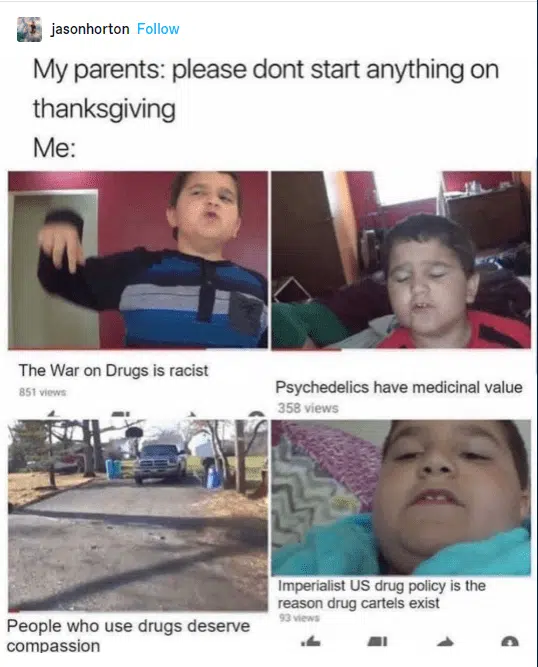 jasonhorton Follow
My parents: please dont start anything on
thanksgiving
Me:
The War on Drugs is racist
851 views
Psychedelics have medicinal value
358 views
People who use drugs deserve
compassion
Imperialist US drug policy is the
reason drug cartels exist
93 views